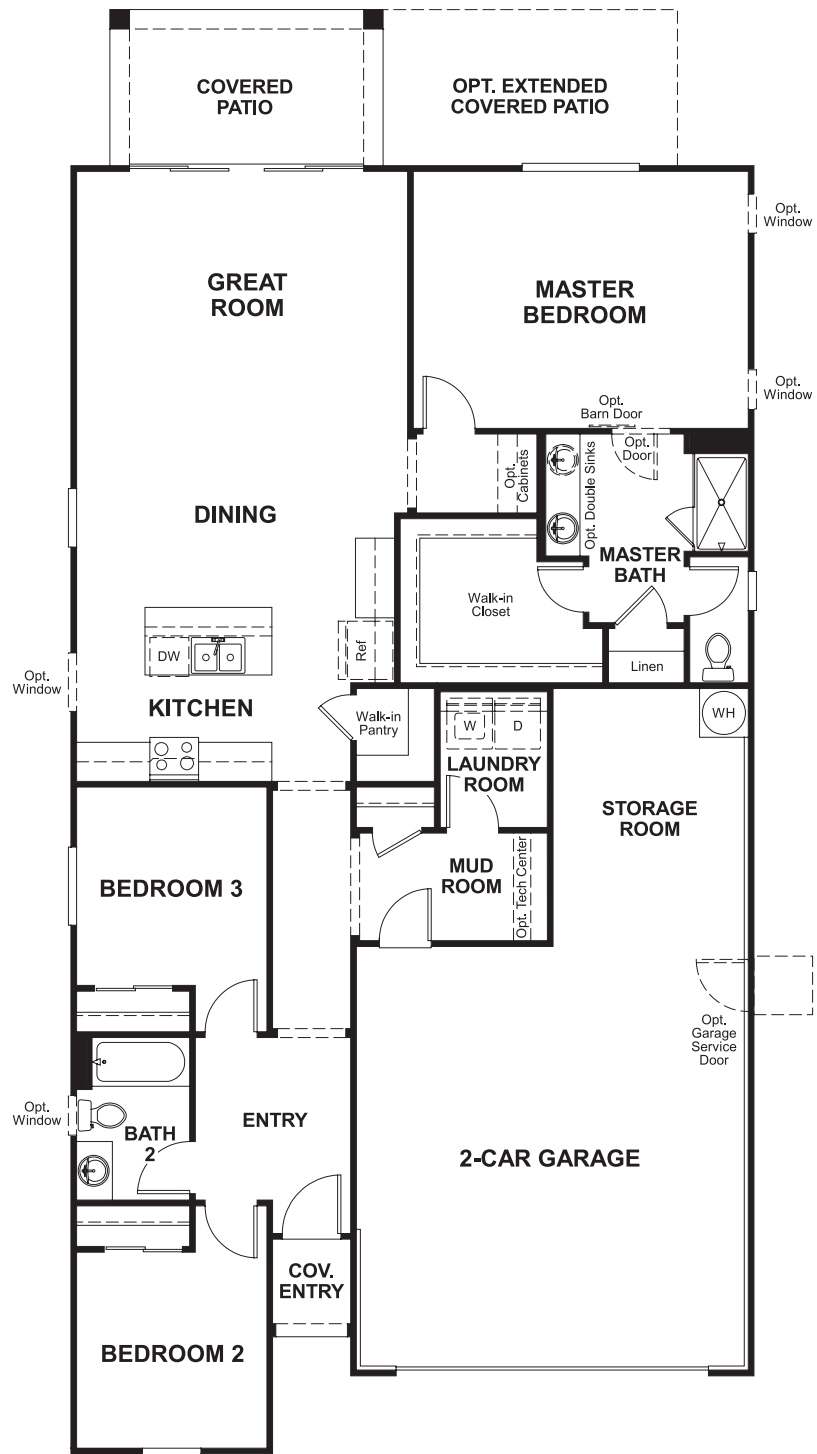 COVERED
PATIO
OPT. EXTENDED
COVERED PATIO
Opt.
Window
GREAT
ROOM
MASTER
BEDROOM
Opt.
Window
Opt.
Barn Door
Opt.
Door
Opt.
Cabinets
Opt. Double Sinks
DINING
MASTER
BATH
Walk-in
Closet
Ref
DW
Linen
Opt.
Window
KITCHEN
Walk-in
Pantry
W
D
WH
LAUNDRY
ROOM
STORAGE
ROOM
MUD
ROOM
Opt. Tech Center
BEDROOM 3
Opt.
Garage
Service
Door
Opt.
Window
BATH
2
ENTRY
2-CAR GARAGE
COV.
ENTRY
BEDROOM 2